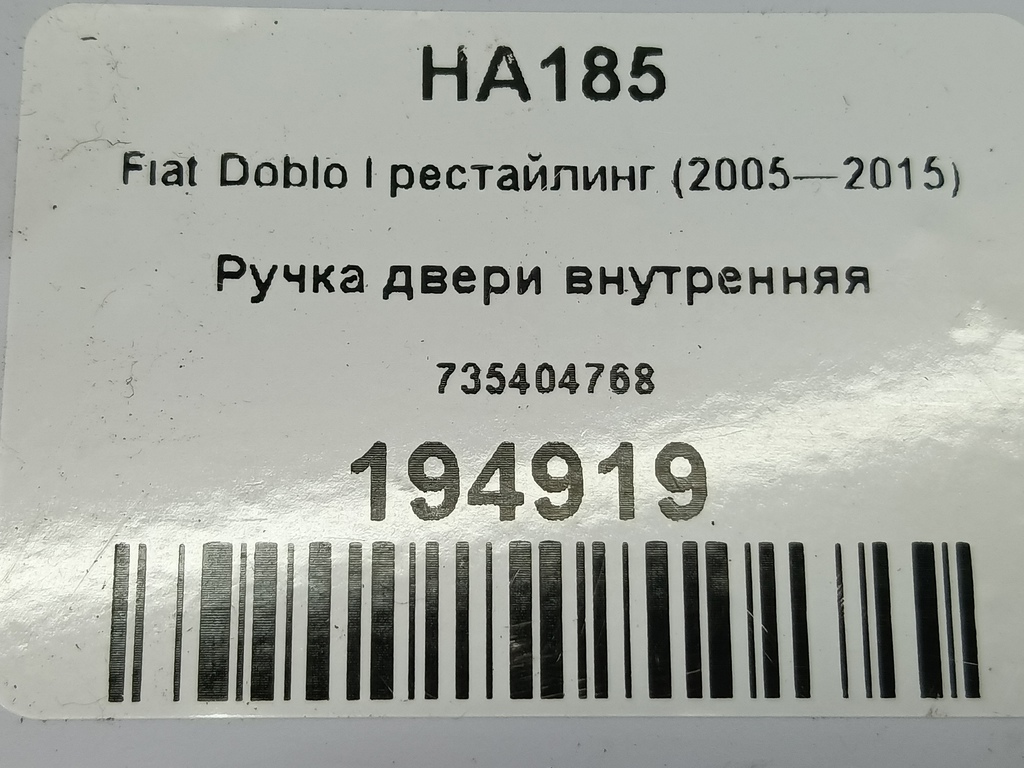 HA185
Fiat Doblo I рестайлинг (2005—2015)
Ручка двери внутренняя
735404768
194919